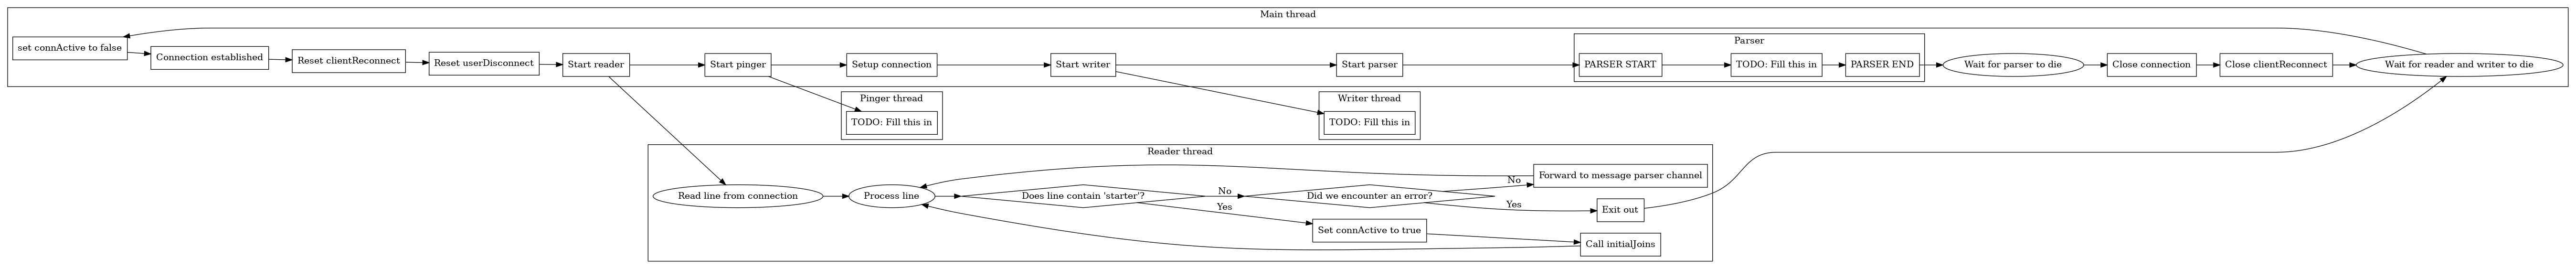 Main thread
set connActive to false
Connection established
Reset clientReconnect
Reset userDisconnect
Start reader
Start pinger
Setup connection
Start writer
Start parser
Parser
PARSER START
TODO: Fill this in
PARSER END
Wait for parser to die
Close connection
Close clientReconnect
Wait for reader and writer to die
Pinger thread
TODO: Fill this in
Writer thread
TODO: Fill this in
Reader thread
Read line from connection
Process line
Does line contain 'starter'?
No
Yes
Did we encounter an error?
No
Yes
Forward to message parser channel
Exit out
Set connActive to true
Call initialJoins